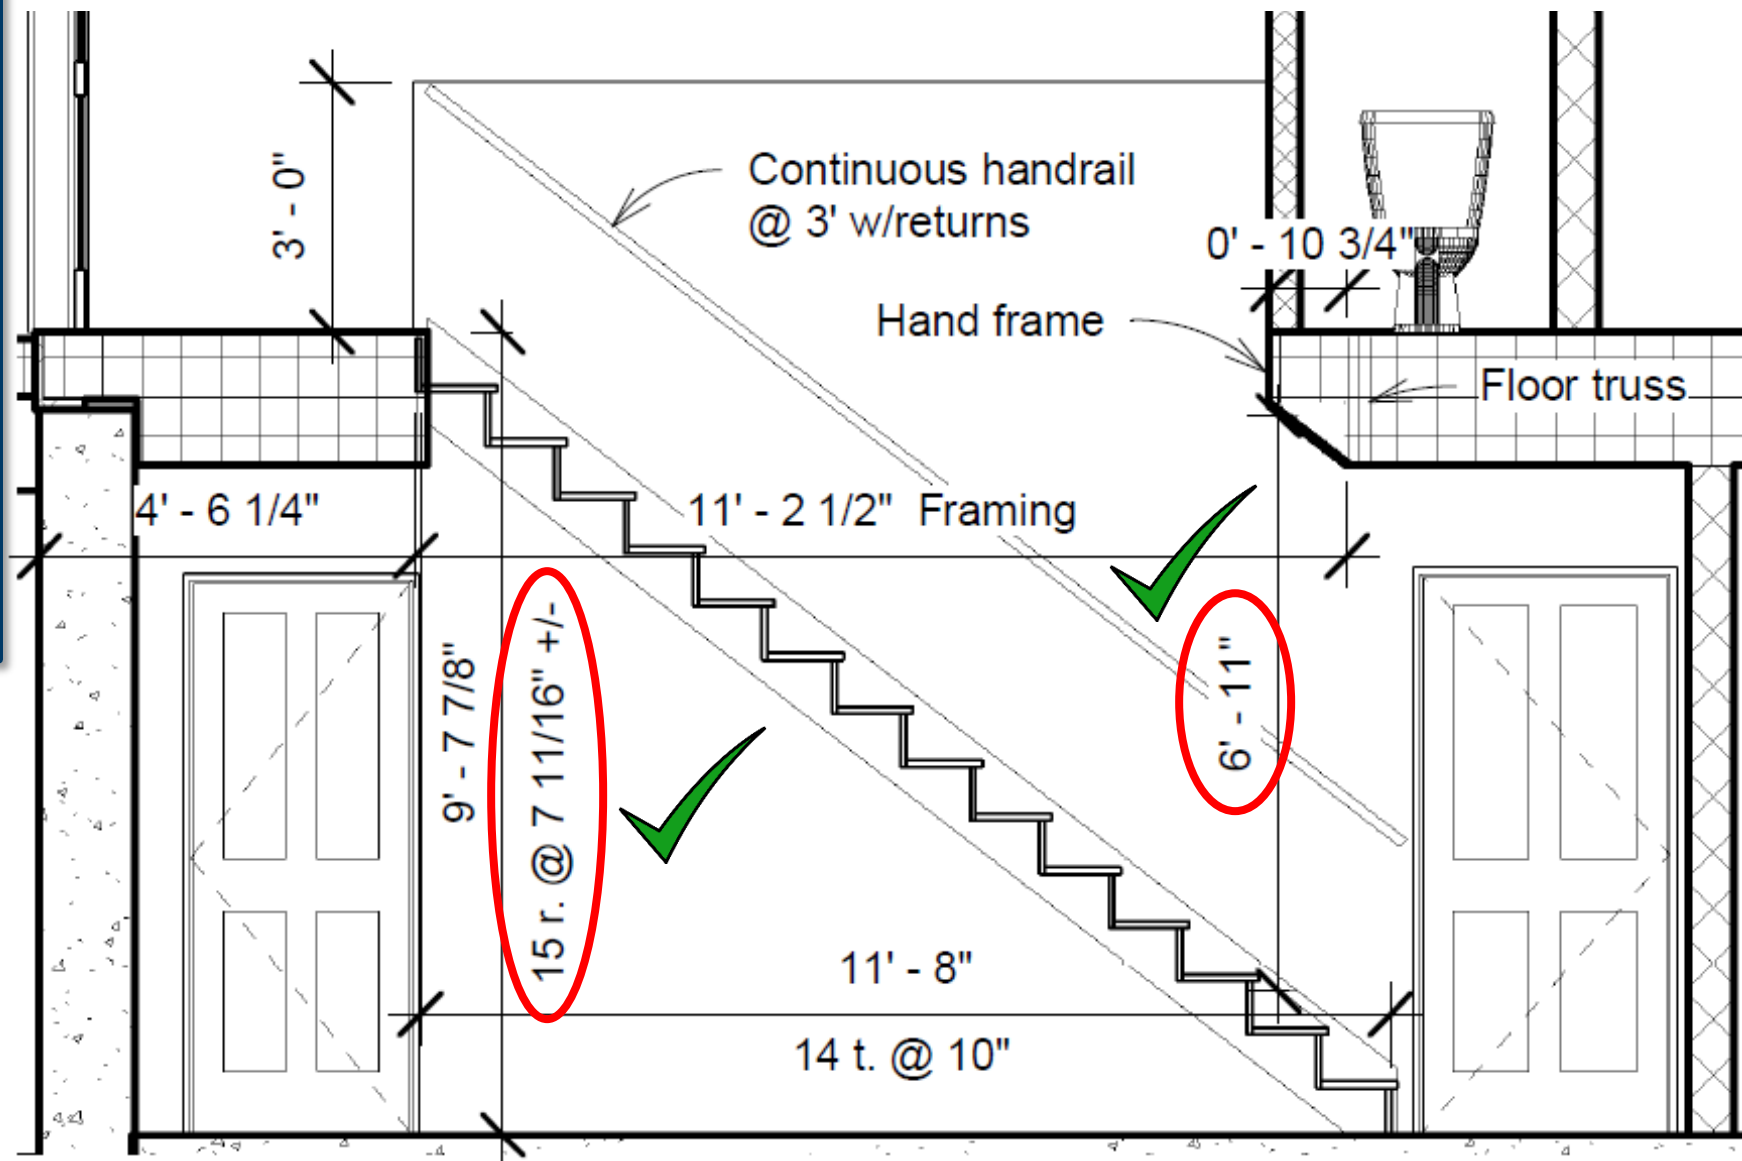 3' - 0"
Continuous handrail
@ 3' w/returns
0' - 10 3/4"
Hand frame
Floor truss
4' - 6 1/4"
11' - 2 1/2" Framing
9' - 7 7/8"
15 r. @ 7 11/16" +/-
6' - 11"
11' - 8"
14 t. @ 10"